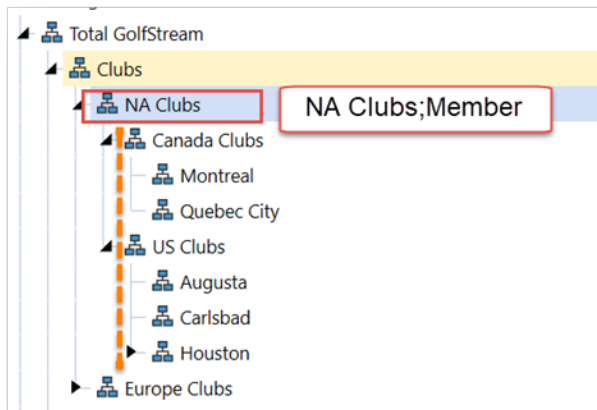 Total GolfStream
Clubs
NA Clubs
NA Clubs;Member
Canada Clubs
Montreal
Quebec City
US Clubs
Augusta
Carlsbad
Houston
Europe Clubs